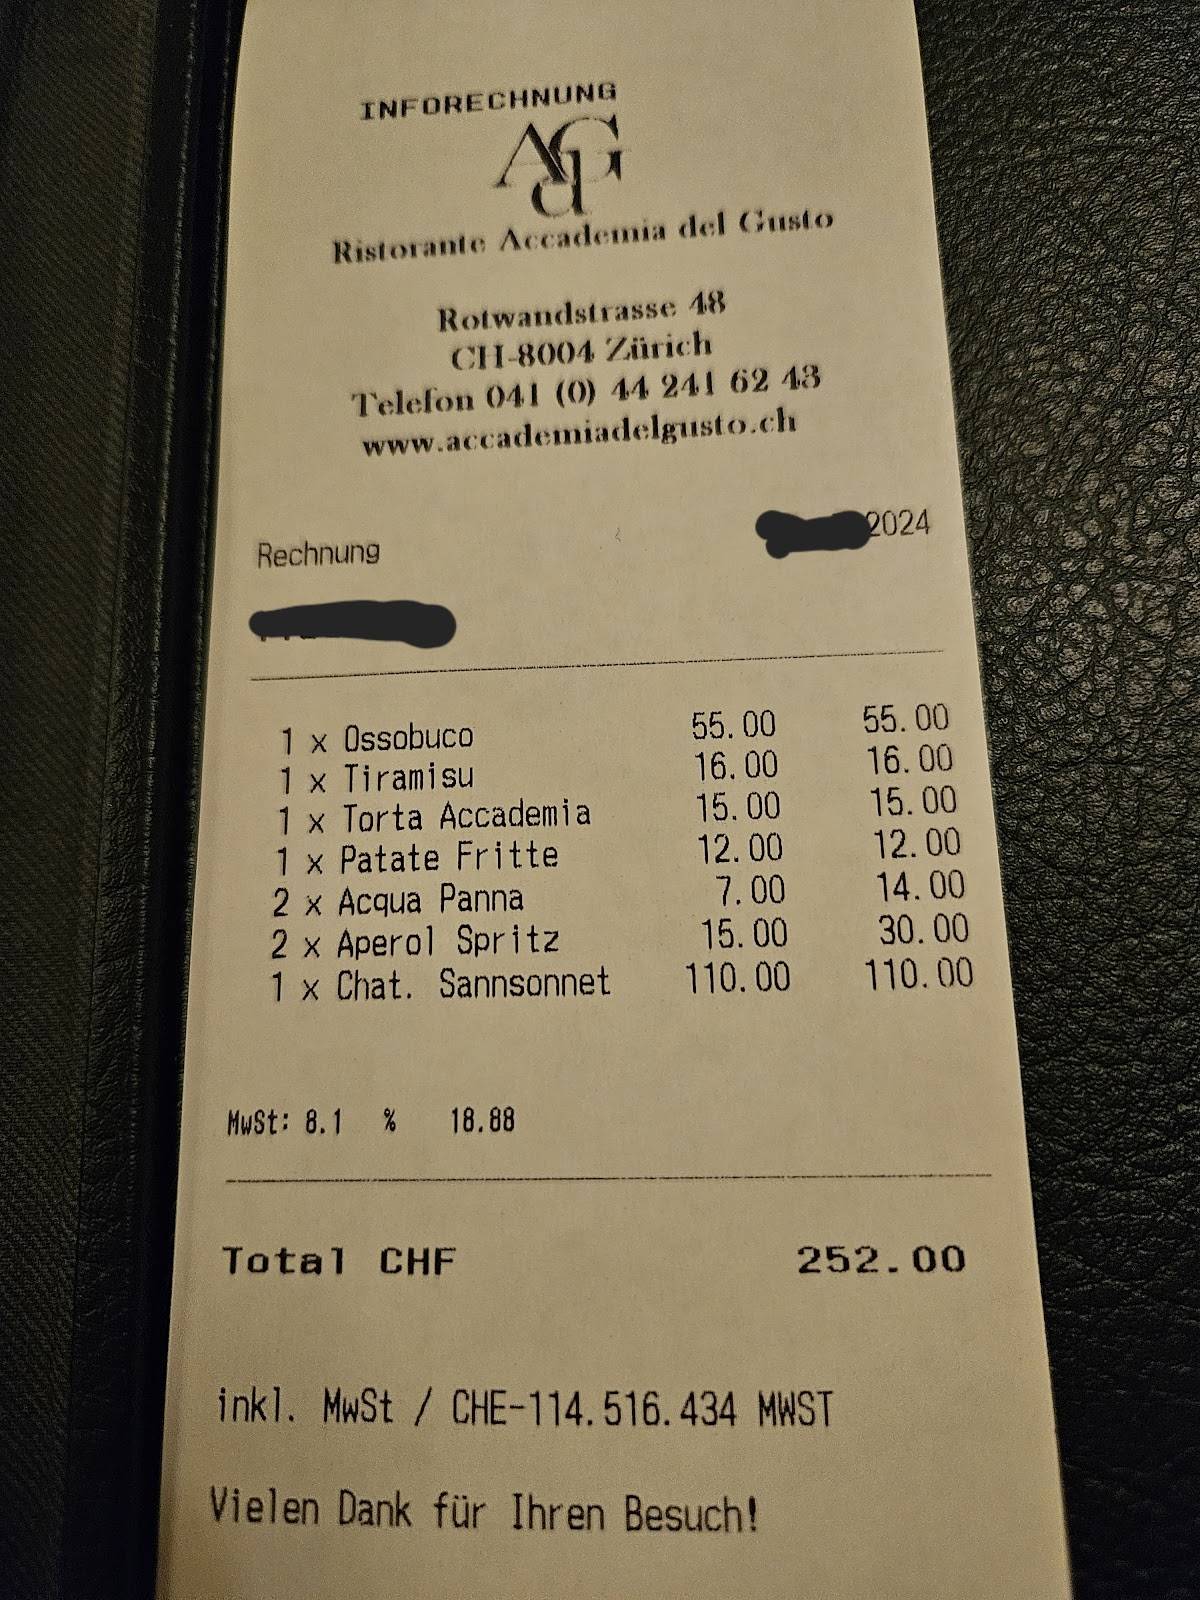 INFORECHNUNG
AdG
Ristorante Accademia del Gusto
Rotwandstrasse 48
CH-8004 Zürich
Telefon 041 (0) 44 241 62 43
www.accademiadelgusto.ch
Rechnung 2024
1 x Ossobuco 55.00 55.00
1 x Tiramisu 16.00 16.00
1 x Torta Accademia 15.00 15.00
1 x Patate Fritte 12.00 12.00
2 x Acqua Panna 7.00 14.00
2 x Aperol Spritz 15.00 30.00
1 x Chat. Sannsonnet 110.00 110.00
MwSt: 8.1 % 18.88
Total CHF 252.00
inkl. MwSt / CHE-114.516.434 MWST
Vielen Dank für Ihren Besuch!